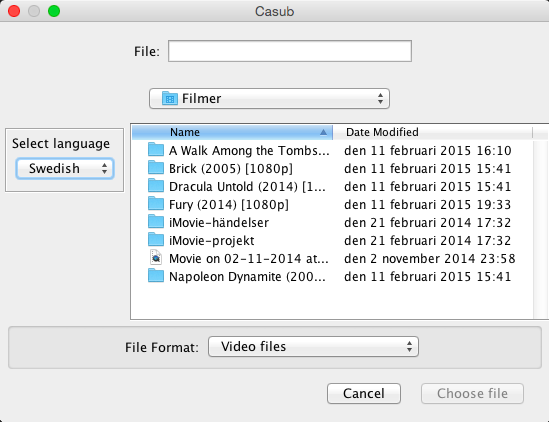 Casub
File:
Filmer
Select language
Swedish
Name Date Modified
A Walk Among the Tombs... den 11 februari 2015 16:10
Brick (2005) [1080p] den 11 februari 2015 15:41
Dracula Untold (2014) [1... den 11 februari 2015 15:41
Fury (2014) [1080p] den 11 februari 2015 19:33
iMovie-händelser den 21 februari 2014 17:32
iMovie-projekt den 21 februari 2014 17:32
Movie on 02-11-2014 at... den 2 november 2014 23:58
Napoleon Dynamite (200... den 11 februari 2015 15:41
File Format: Video files
Cancel Choose file